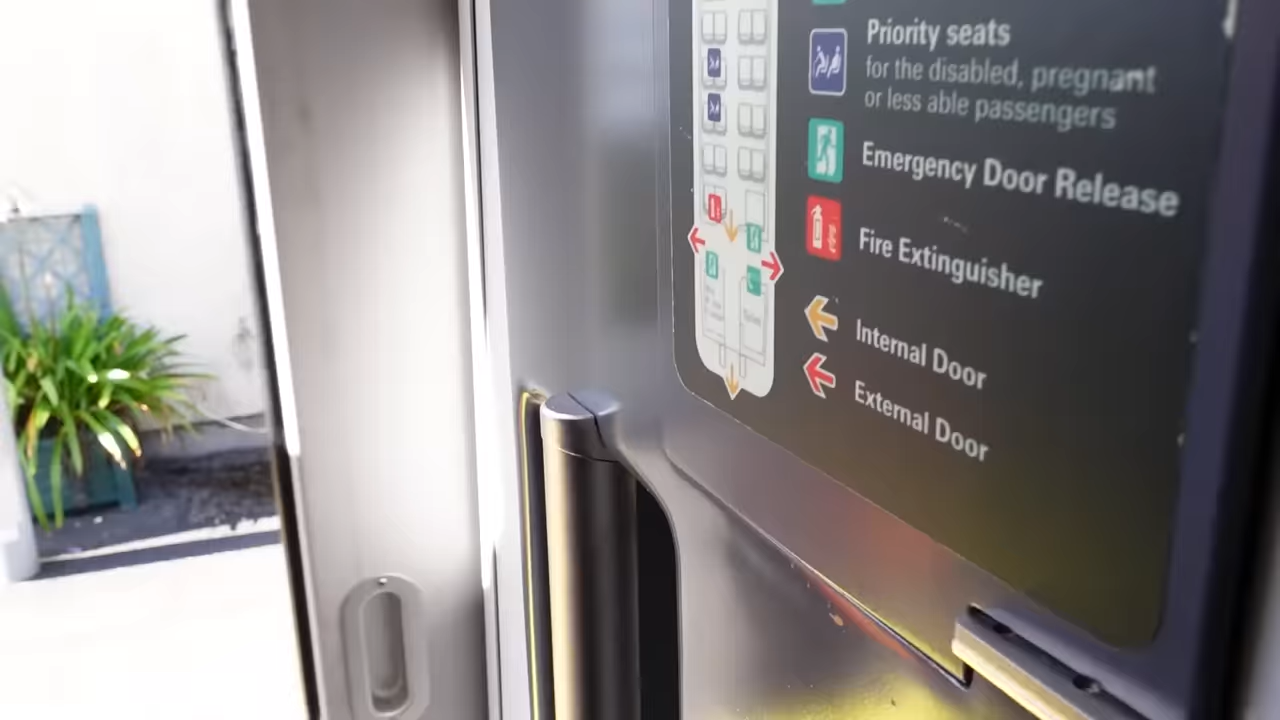 Priority seats
for the disabled, pregnant
or less able passengers
Emergency Door Release
Fire Extinguisher
Internal Door
External Door